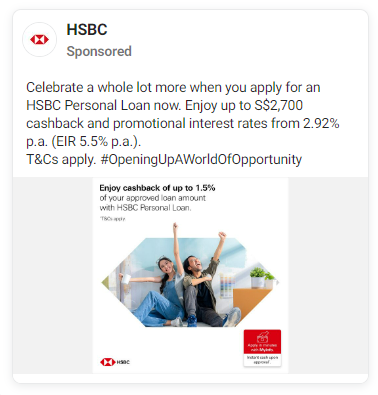 HSBC
Sponsored
Celebrate a whole lot more when you apply for an
HSBC Personal Loan now. Enjoy up to S$2,700
cashback and promotional interest rates from 2.92%
p.a. (EIR 5.5% p.a.).
T&Cs apply. #OpeningUpAWorldOfOpportunity
Enjoy cashback of up to 1.5%
of your approved loan amount
with HSBC Personal Loan.
*T&Cs apply.
Apply in minutes
with MyInfo
Instant cash upon
approval
HSBC